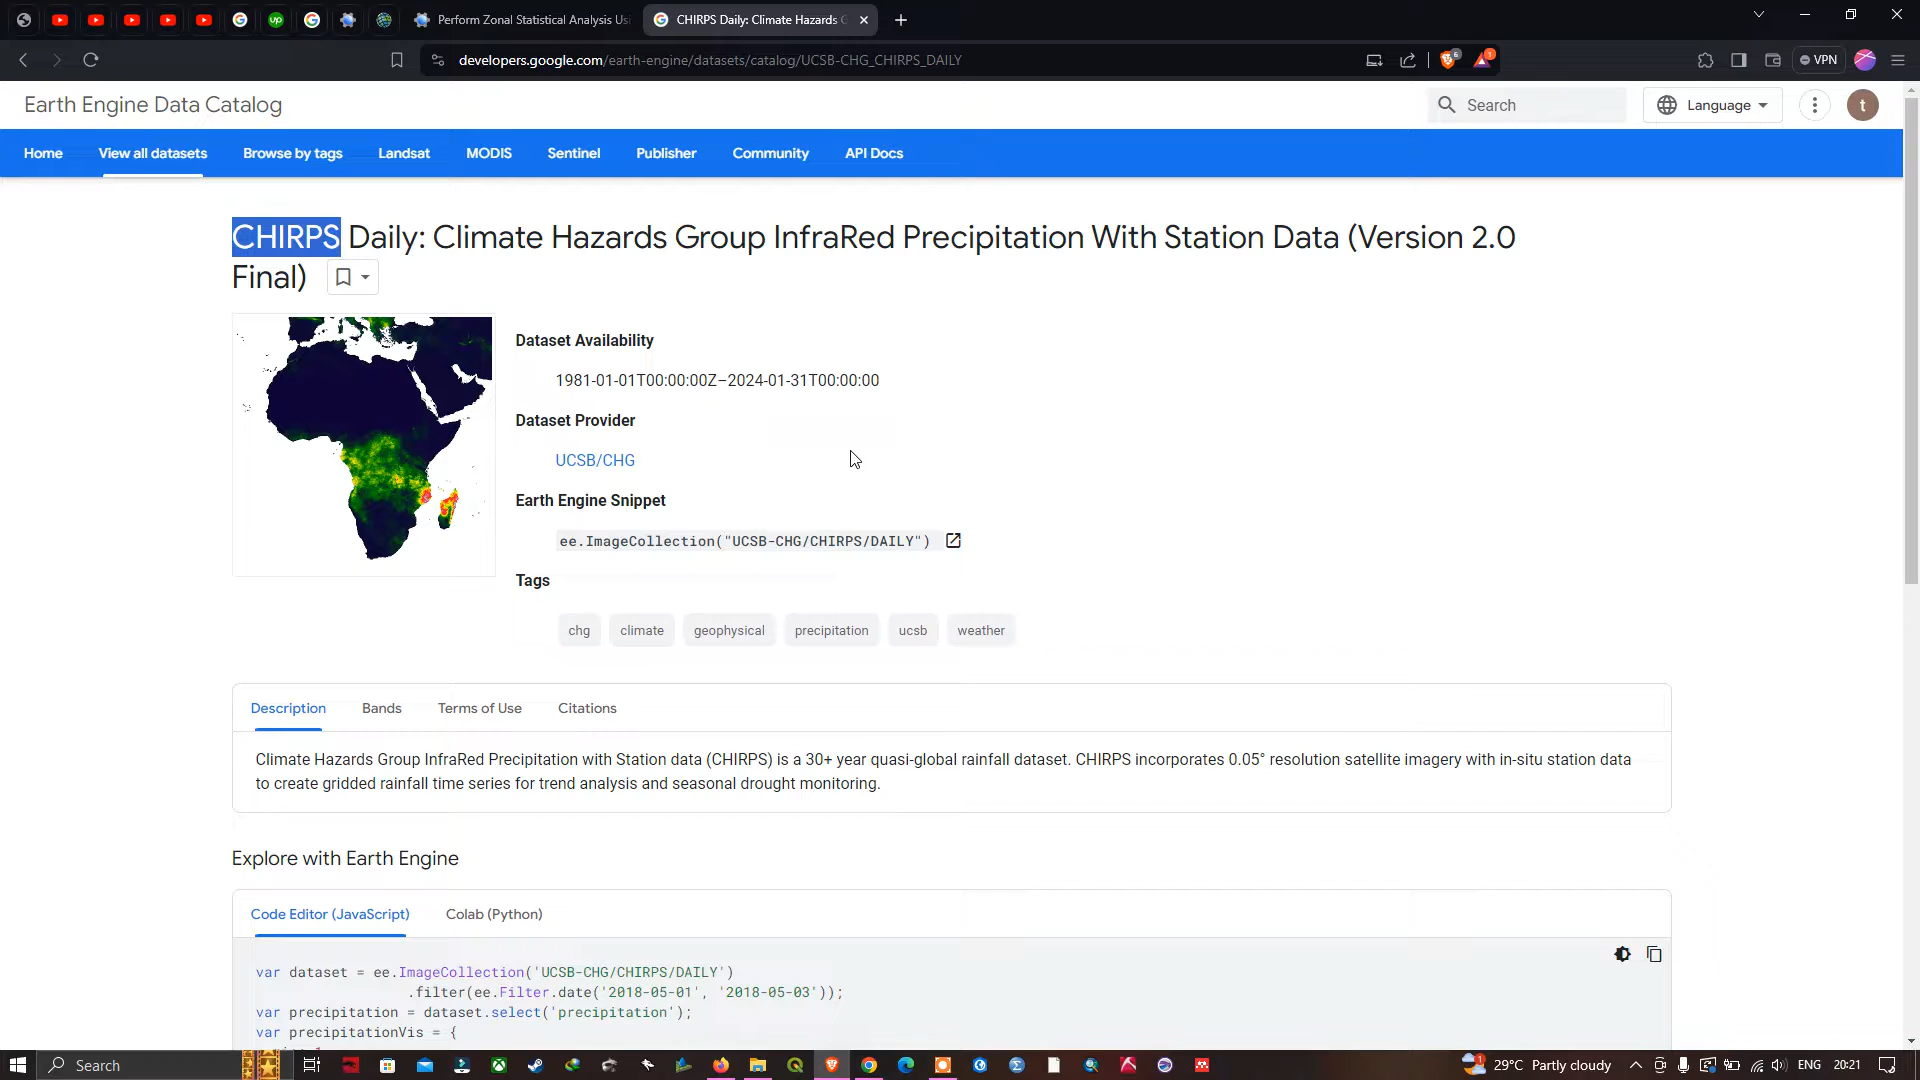 Perform Zonal Statistical Analysis Us
CHIRPS Daily: Climate Hazards G
developers.google.com/earth-engine/datasets/catalog/UCSB-CHG_CHIRPS_DAILY
6
1
VPN
Earth Engine Data Catalog
Search
Language
t
Home
View all datasets
Browse by tags
Landsat
MODIS
Sentinel
Publisher
Community
API Docs
CHIRPS Daily: Climate Hazards Group InfraRed Precipitation With Station Data (Version 2.0
Final)
Dataset Availability
1981-01-01T00:00:00Z–2024-01-31T00:00:00
Dataset Provider
UCSB/CHG
Earth Engine Snippet
ee.ImageCollection("UCSB-CHG/CHIRPS/DAILY")
Tags
chg
climate
geophysical
precipitation
ucsb
weather
Description
Bands
Terms of Use
Citations
Climate Hazards Group InfraRed Precipitation with Station data (CHIRPS) is a 30+ year quasi-global rainfall dataset. CHIRPS incorporates 0.05° resolution satellite imagery with in-situ station data
to create gridded rainfall time series for trend analysis and seasonal drought monitoring.
Explore with Earth Engine
Code Editor (JavaScript)
Colab (Python)
var dataset = ee.ImageCollection('UCSB-CHG/CHIRPS/DAILY')
.filter(ee.Filter.date('2018-05-01', '2018-05-03'));
var precipitation = dataset.select('precipitation');
var precipitationVis = {
Search
29°C Partly cloudy
ENG
20:21